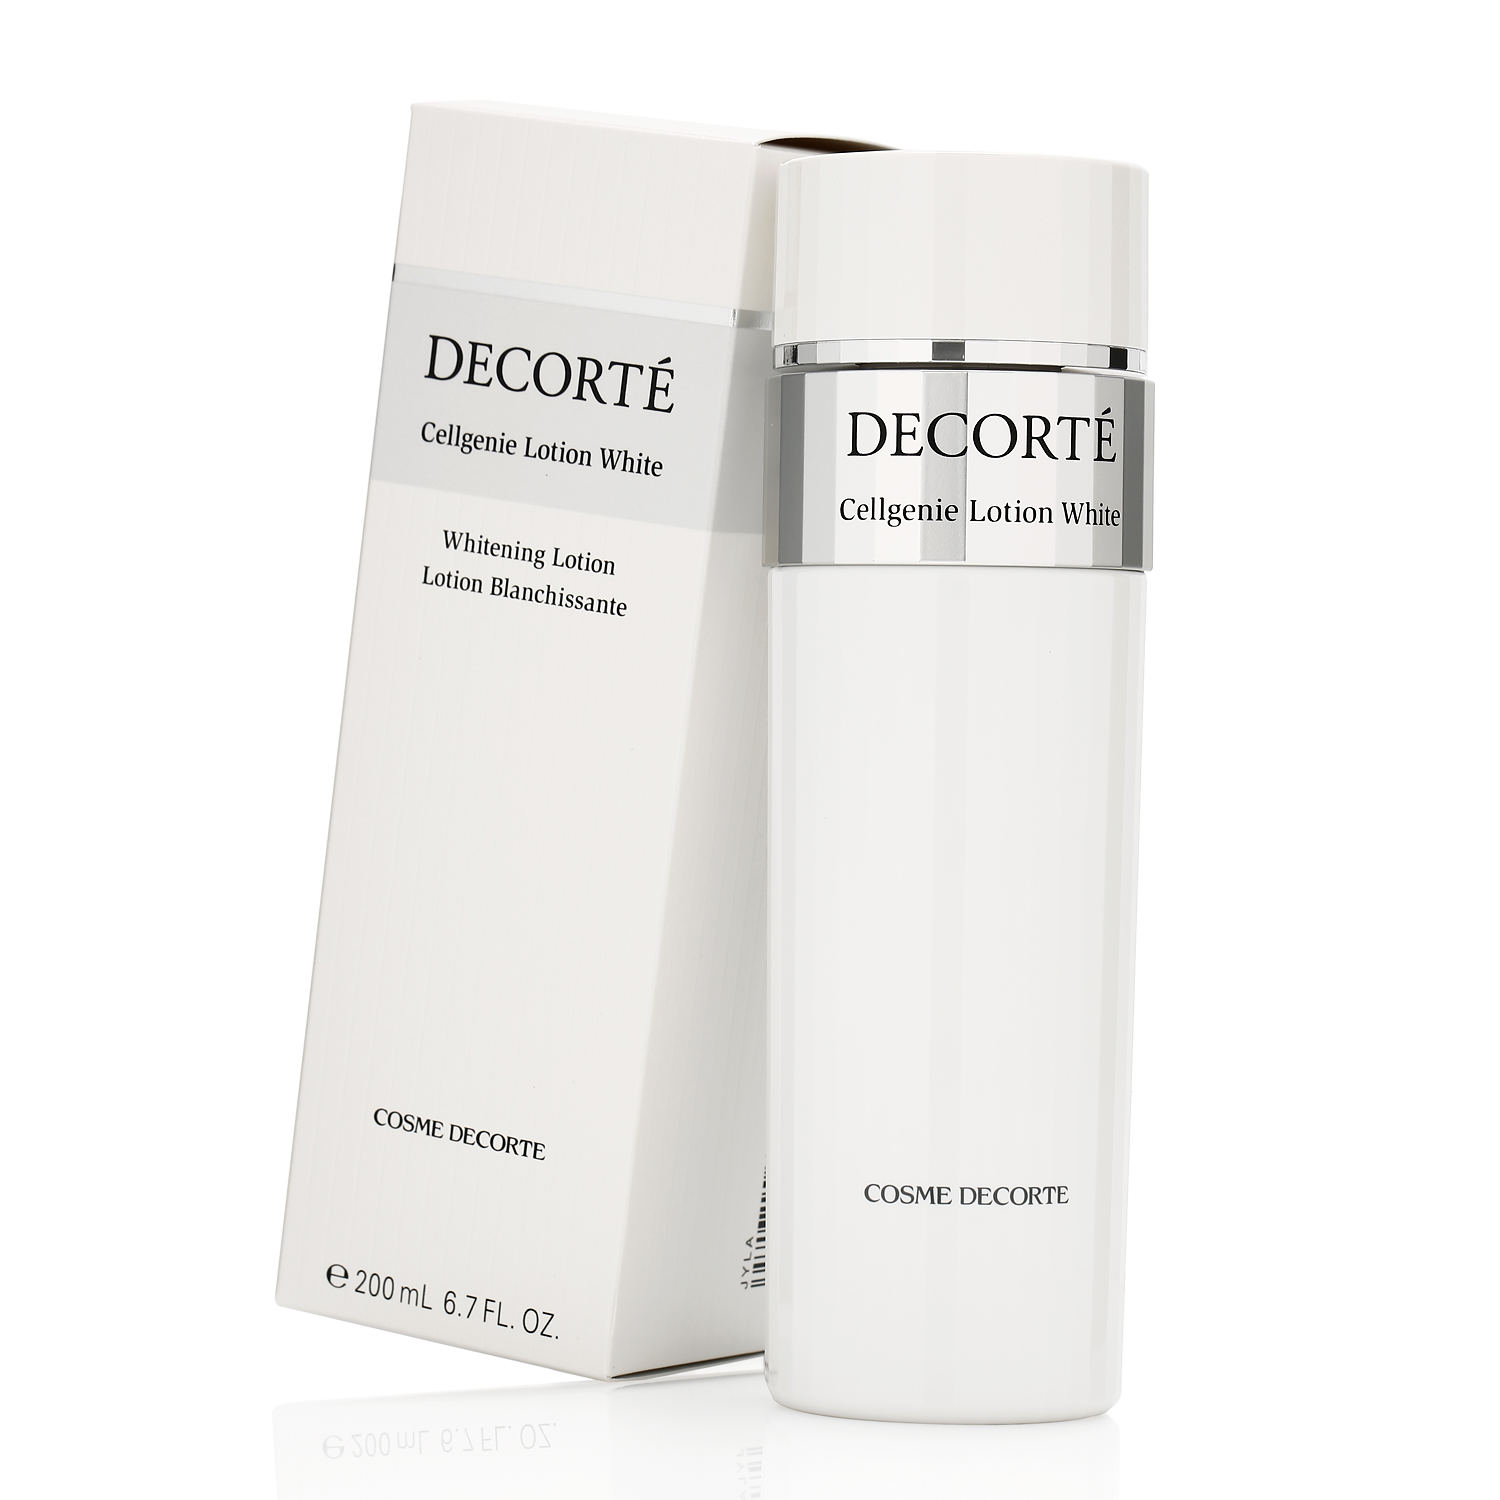 DECORTÉ
Cellgenie Lotion White
Whitening Lotion
Lotion Blanchissante
COSME DECORTE
℮ 200 mL 6.7 FL. OZ.
JYLA
DECORTÉ
Cellgenie Lotion White
COSME DECORTE